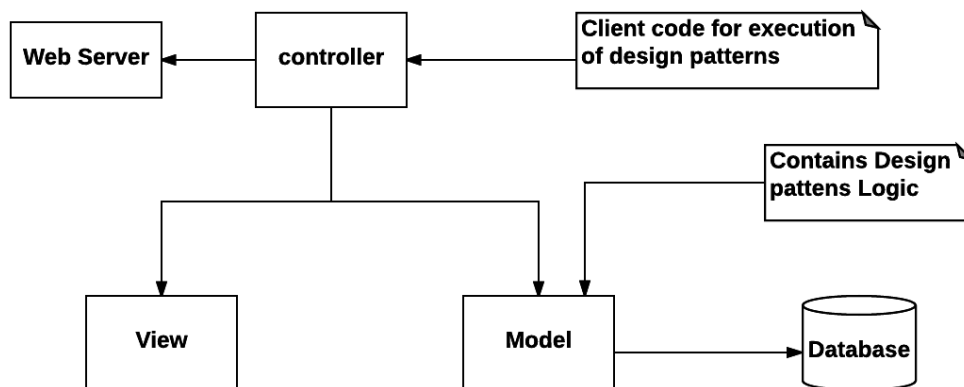 Web Server
controller
Client code for execution
of design patterns
Contains Design
pattens Logic
View
Model
Database